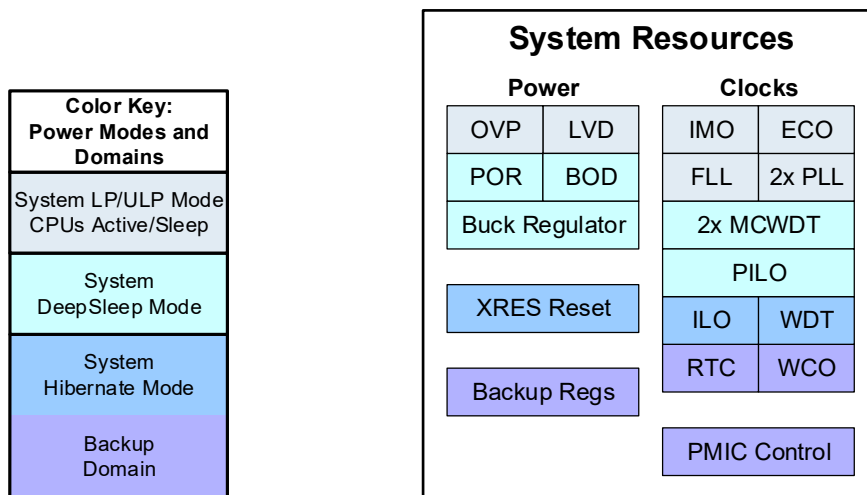 Color Key:
Power Modes and
Domains
System LP/ULP Mode
CPUs Active/Sleep
System
DeepSleep Mode
System
Hibernate Mode
Backup
Domain
System Resources
Power
OVP
LVD
POR
BOD
Buck Regulator
XRES Reset
Backup Regs
Clocks
IMO
ECO
FLL
2x PLL
2x MCWDT
PILO
ILO
WDT
RTC
WCO
PMIC Control